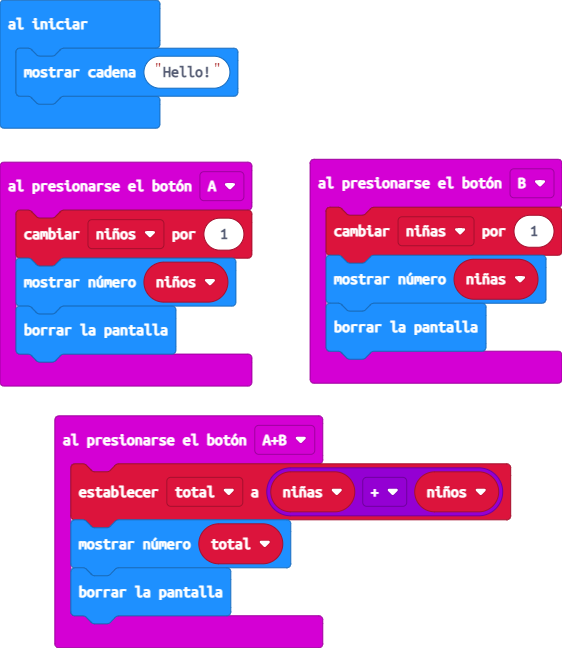 al iniciar
mostrar cadena "Hello!"
al presionarse el botón A
cambiar niños por 1
mostrar número niños
borrar la pantalla
al presionarse el botón B
cambiar niñas por 1
mostrar número niñas
borrar la pantalla
al presionarse el botón A+B
establecer total a niñas + niños
mostrar número total
borrar la pantalla